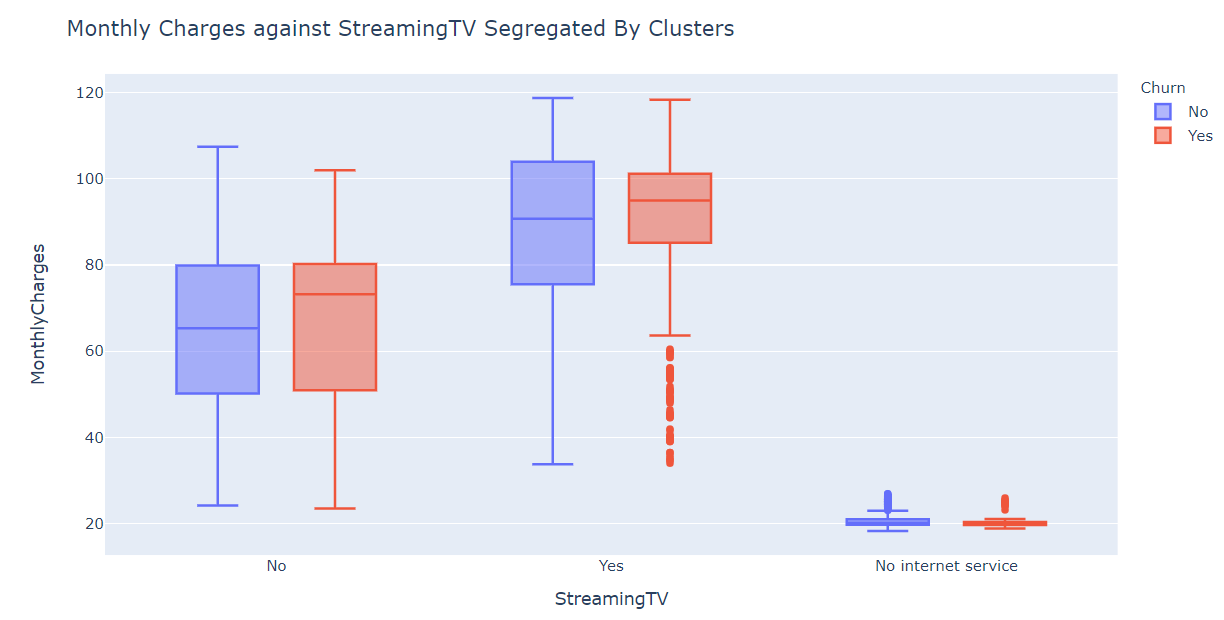 Monthly Charges against StreamingTV Segregated By Clusters
Churn
No
Yes
MonthlyCharges
120
100
80
60
40
20
No
Yes
No internet service
StreamingTV